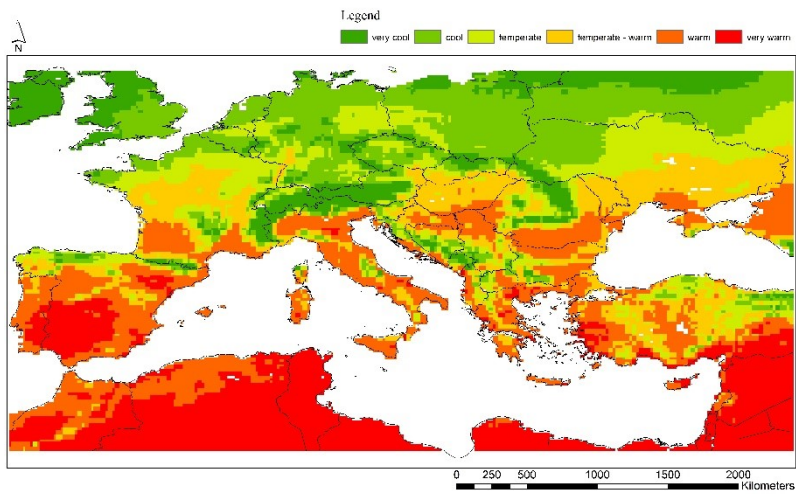 Legend
N
very cool cool temperate temperate - warm warm very warm
0 250 500 1000 1500 2000
Kilometers